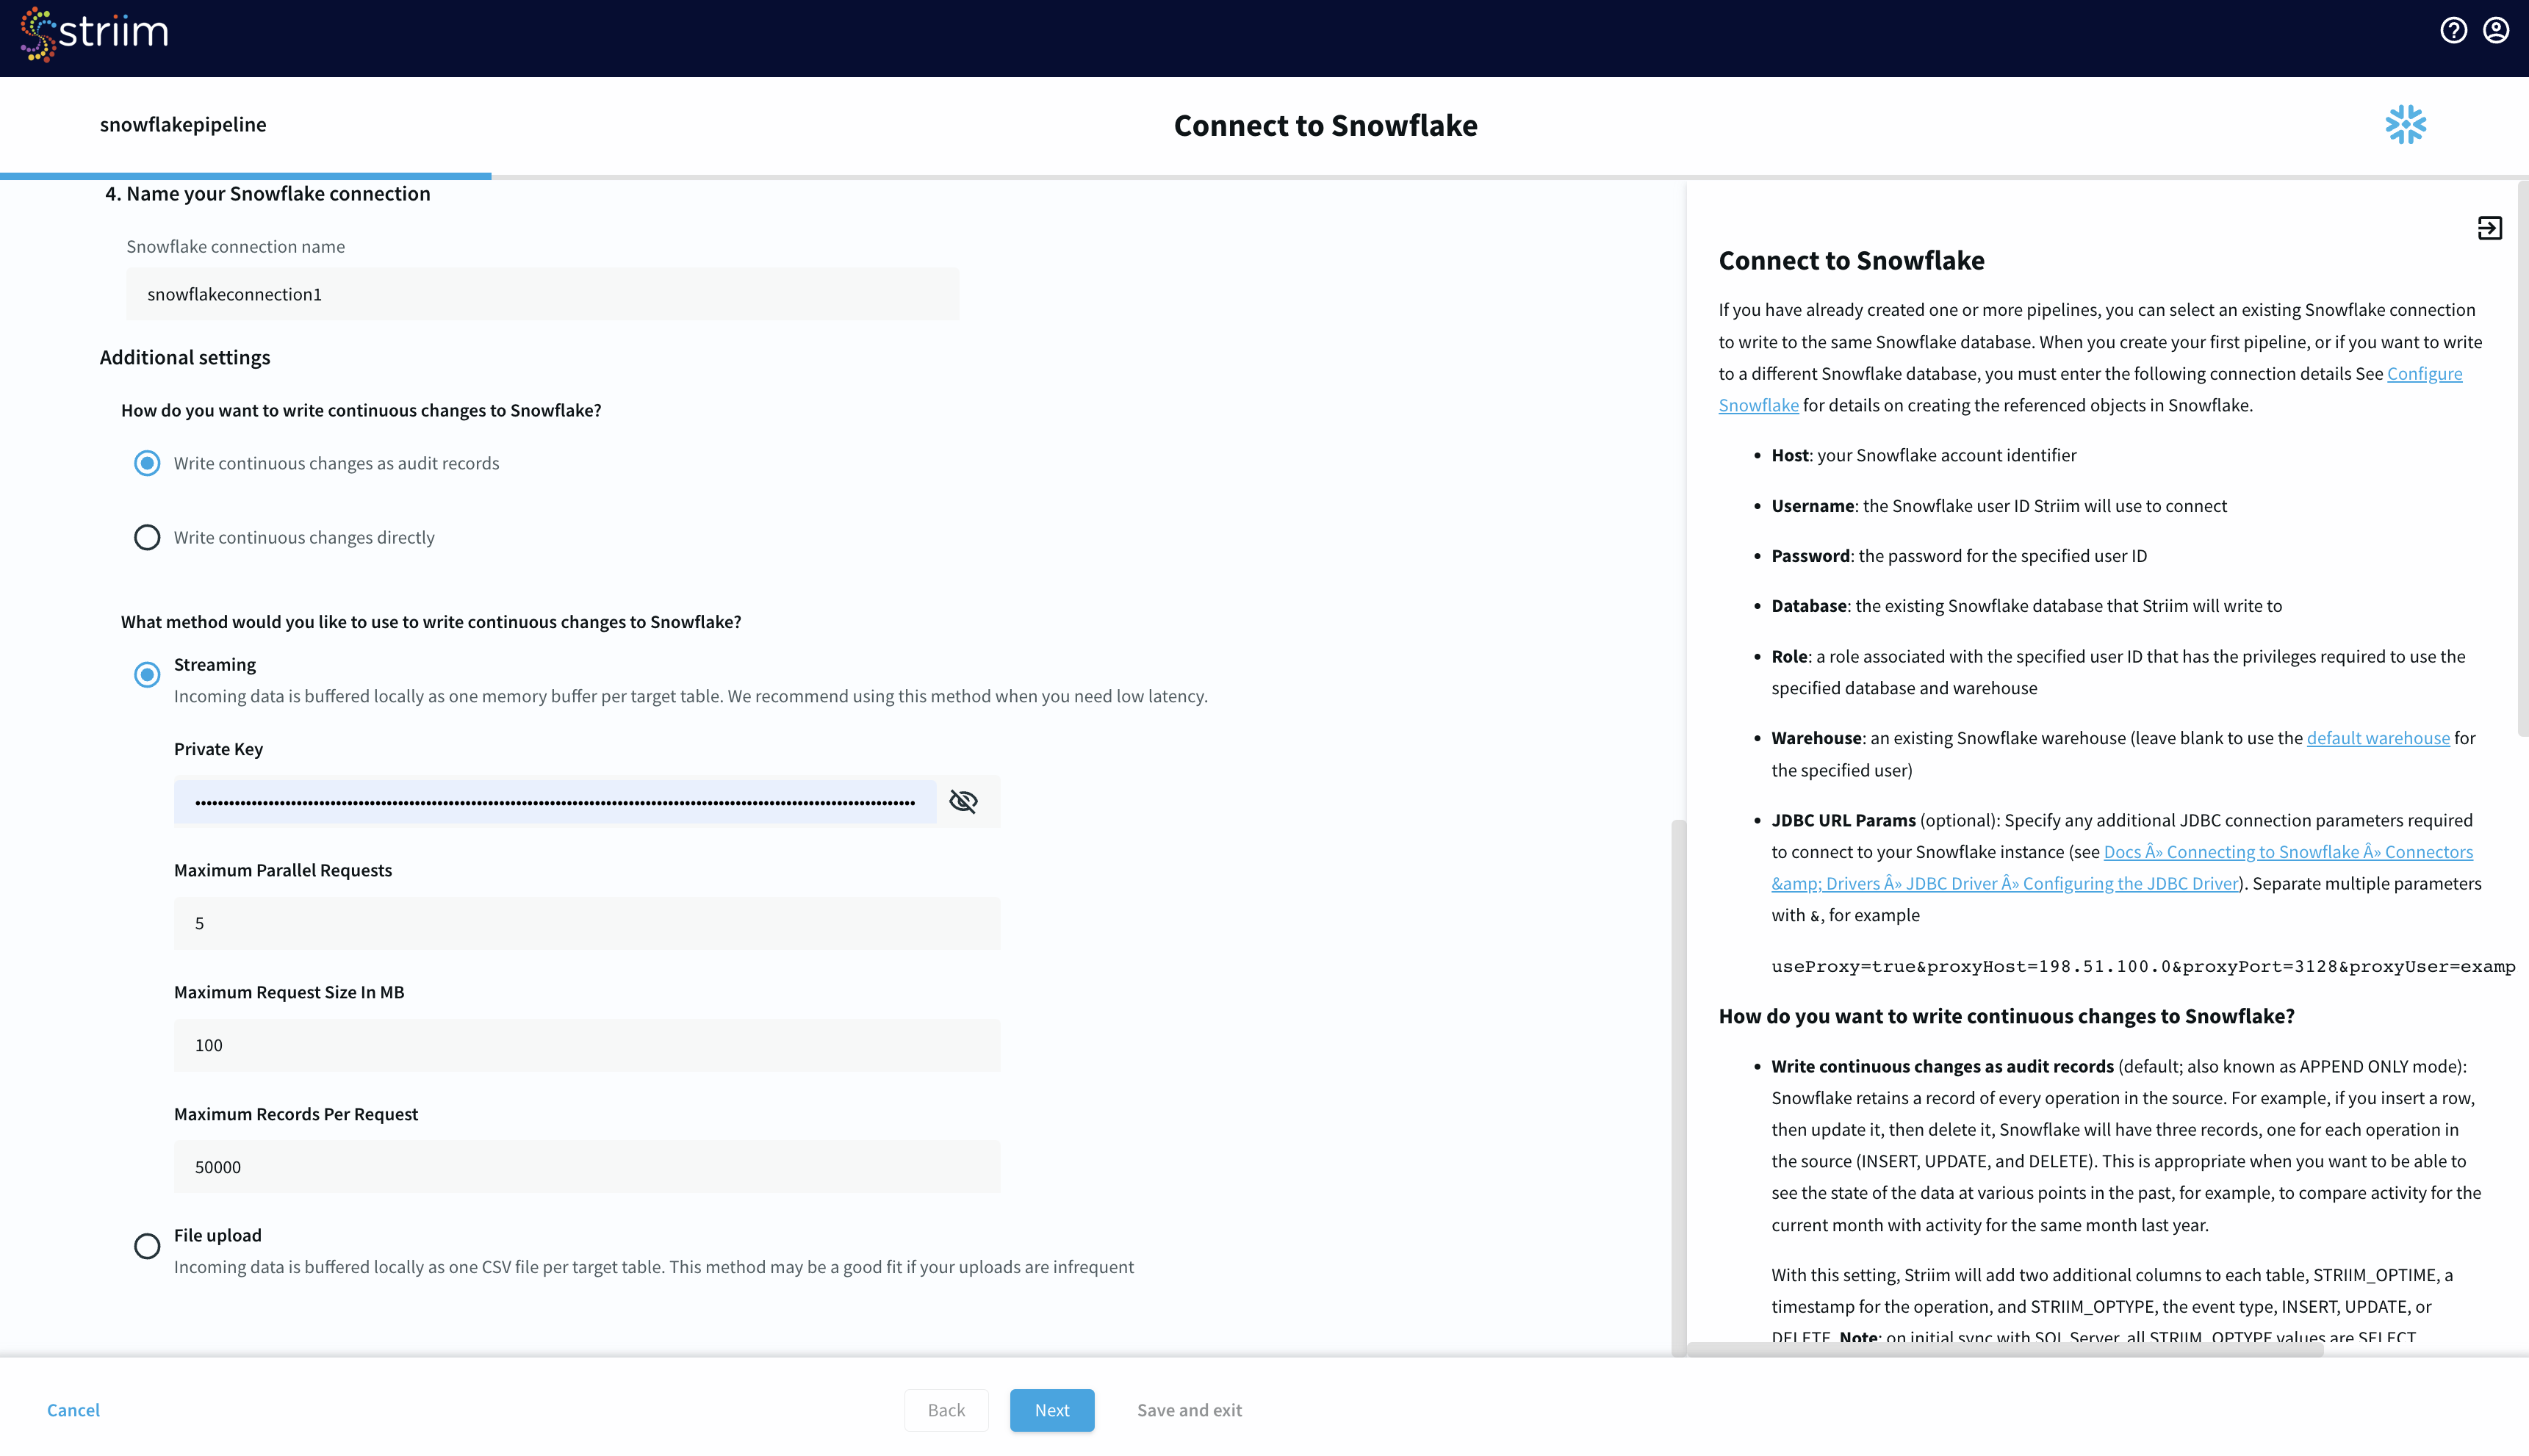 striim
snowflakepipeline
Connect to Snowflake
4. Name your Snowflake connection
Snowflake connection name
snowflakeconnection1
Additional settings
How do you want to write continuous changes to Snowflake?
Write continuous changes as audit records
Write continuous changes directly
What method would you like to use to write continuous changes to Snowflake?
Streaming
Incoming data is buffered locally as one memory buffer per target table. We recommend using this method when you need low latency.
Private Key
Maximum Parallel Requests
5
Maximum Request Size In MB
100
Maximum Records Per Request
50000
File upload
Incoming data is buffered locally as one CSV file per target table. This method may be a good fit if your uploads are infrequent
Connect to Snowflake
If you have already created one or more pipelines, you can select an existing Snowflake connection
to write to the same Snowflake database. When you create your first pipeline, or if you want to write
to a different Snowflake database, you must enter the following connection details See Configure
Snowflake for details on creating the referenced objects in Snowflake.
• Host: your Snowflake account identifier
• Username: the Snowflake user ID Striim will use to connect
• Password: the password for the specified user ID
• Database: the existing Snowflake database that Striim will write to
• Role: a role associated with the specified user ID that has the privileges required to use the
specified database and warehouse
• Warehouse: an existing Snowflake warehouse (leave blank to use the default warehouse for
the specified user)
• JDBC URL Params (optional): Specify any additional JDBC connection parameters required
to connect to your Snowflake instance (see Docs Â» Connecting to Snowflake Â» Connectors
&amp; Drivers Â» JDBC Driver Â» Configuring the JDBC Driver). Separate multiple parameters
with &, for example
useProxy=true&proxyHost=198.51.100.0&proxyPort=3128&proxyUser=examp
How do you want to write continuous changes to Snowflake?
• Write continuous changes as audit records (default; also known as APPEND ONLY mode):
Snowflake retains a record of every operation in the source. For example, if you insert a row,
then update it, then delete it, Snowflake will have three records, one for each operation in
the source (INSERT, UPDATE, and DELETE). This is appropriate when you want to be able to
see the state of the data at various points in the past, for example, to compare activity for the
current month with activity for the same month last year.
With this setting, Striim will add two additional columns to each table, STRIIM_OPTIME, a
timestamp for the operation, and STRIIM_OPTYPE, the event type, INSERT, UPDATE, or
DELETE. Note: on initial sync with SQL Server, all STRIIM_OPTYPE values are SELECT
Cancel
Back
Next
Save and exit